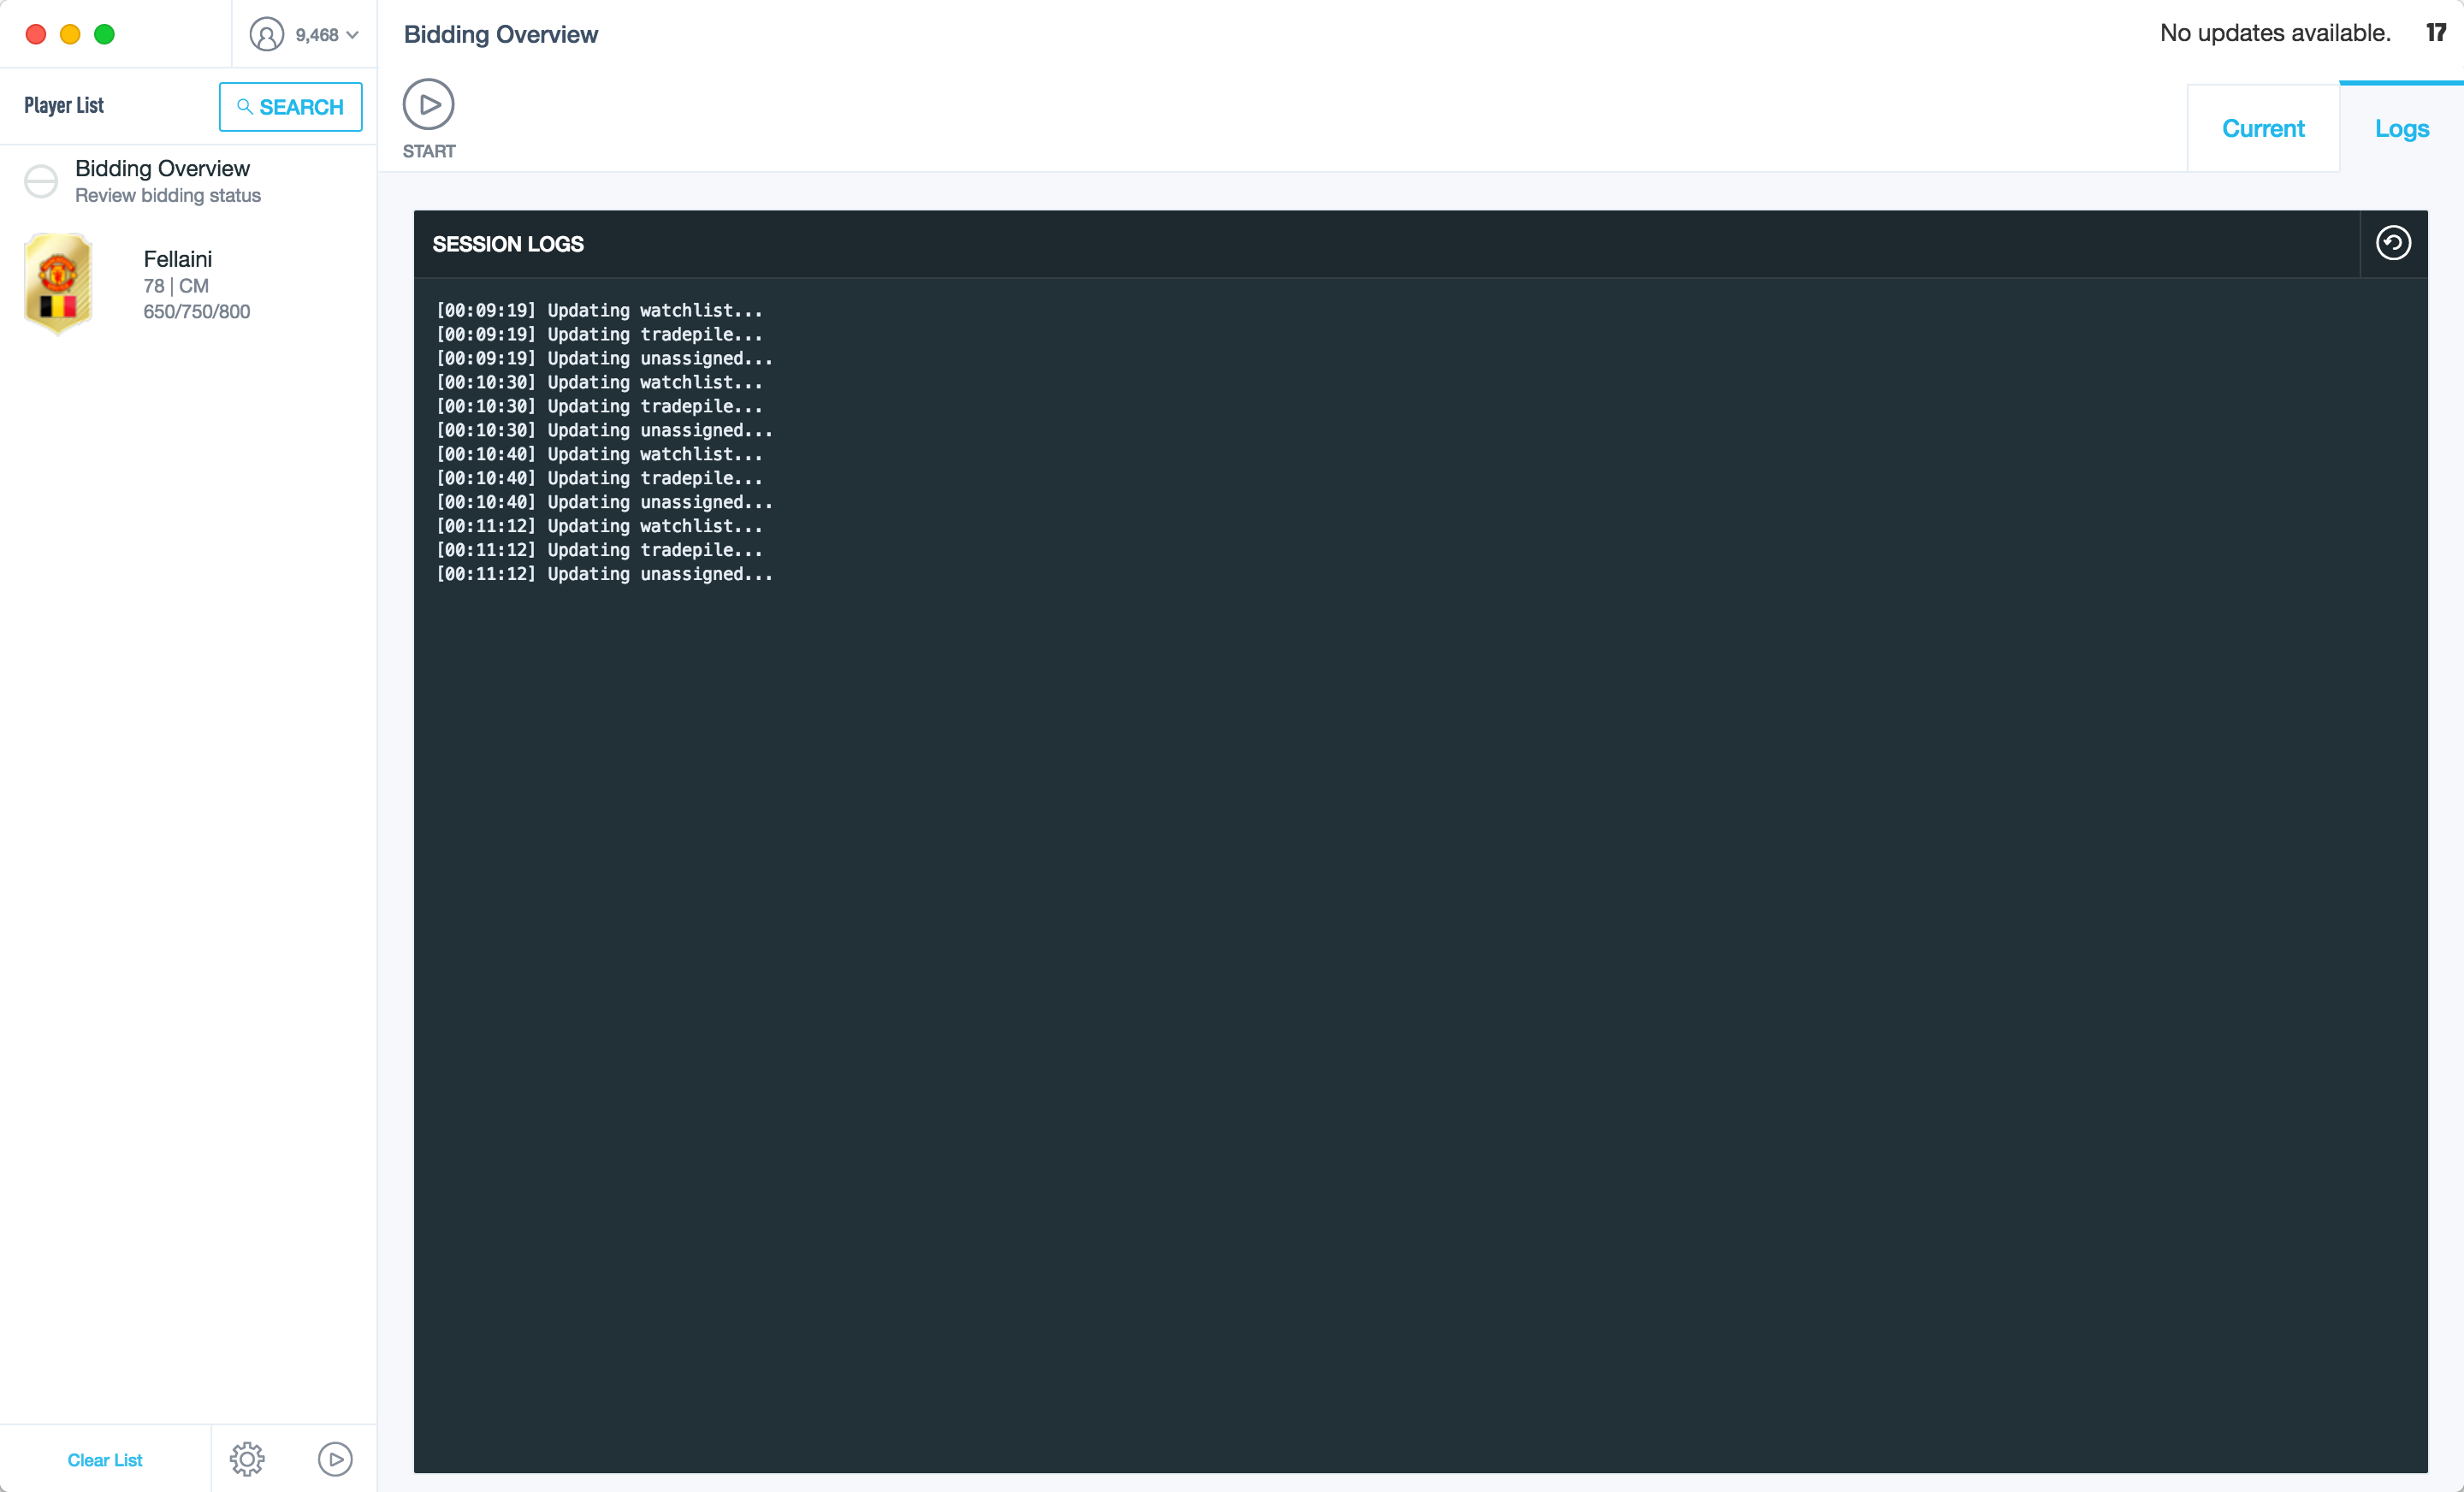 9,468
Bidding Overview
No updates available.
17
Player List
SEARCH
START
Current
Logs
Bidding Overview
Review bidding status
Fellaini
78 | CM
650/750/800
SESSION LOGS
[00:09:19] Updating watchlist...
[00:09:19] Updating tradepile...
[00:09:19] Updating unassigned...
[00:10:30] Updating watchlist...
[00:10:30] Updating tradepile...
[00:10:30] Updating unassigned...
[00:10:40] Updating watchlist...
[00:10:40] Updating tradepile...
[00:10:40] Updating unassigned...
[00:11:12] Updating watchlist...
[00:11:12] Updating tradepile...
[00:11:12] Updating unassigned...
Clear List